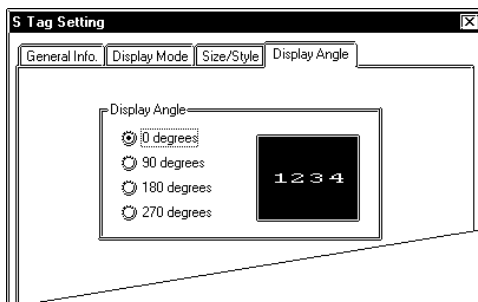 S Tag Setting
General Info. Display Mode Size/Style Display Angle
Display Angle
0 degrees
90 degrees
1234
180 degrees
270 degrees